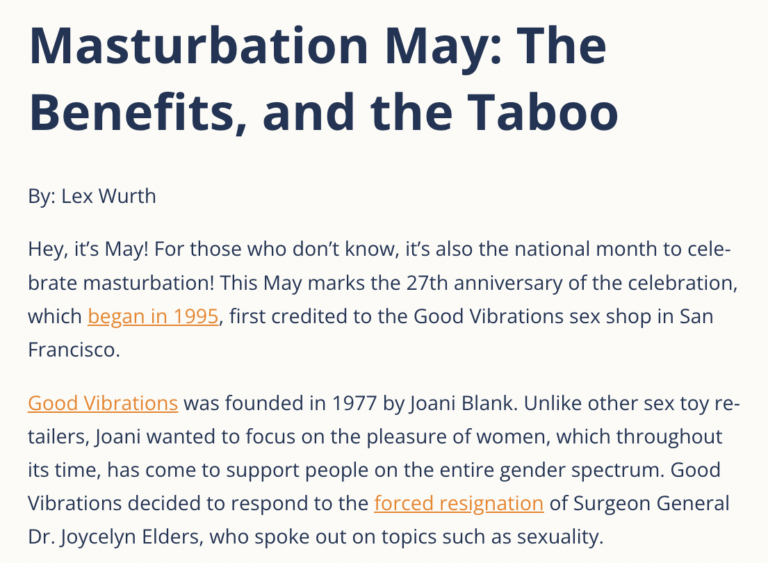 Masturbation May: The
Benefits, and the Taboo
By: Lex Wurth
Hey, it’s May! For those who don’t know, it’s also the national month to cele-
brate masturbation! This May marks the 27th anniversary of the celebration,
which began in 1995, first credited to the Good Vibrations sex shop in San
Francisco.
Good Vibrations was founded in 1977 by Joani Blank. Unlike other sex toy re-
tailers, Joani wanted to focus on the pleasure of women, which throughout
its time, has come to support people on the entire gender spectrum. Good
Vibrations decided to respond to the forced resignation of Surgeon General
Dr. Joycelyn Elders, who spoke out on topics such as sexuality.